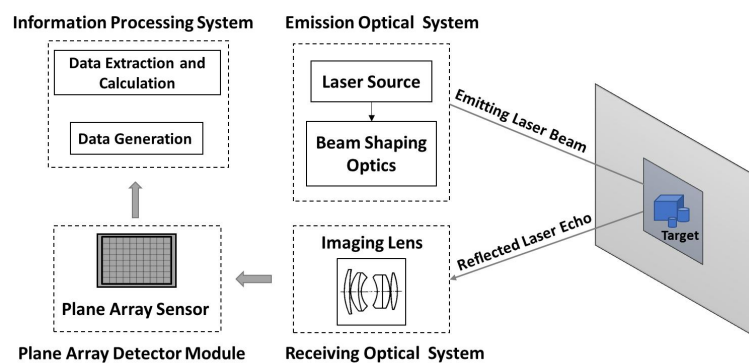 Information Processing System
Data Extraction and
Calculation
Data Generation
Emission Optical System
Laser Source
Beam Shaping
Optics
Emitting Laser Beam
Target
Reflected Laser Echo
Imaging Lens
Receiving Optical System
Plane Array Sensor
Plane Array Detector Module